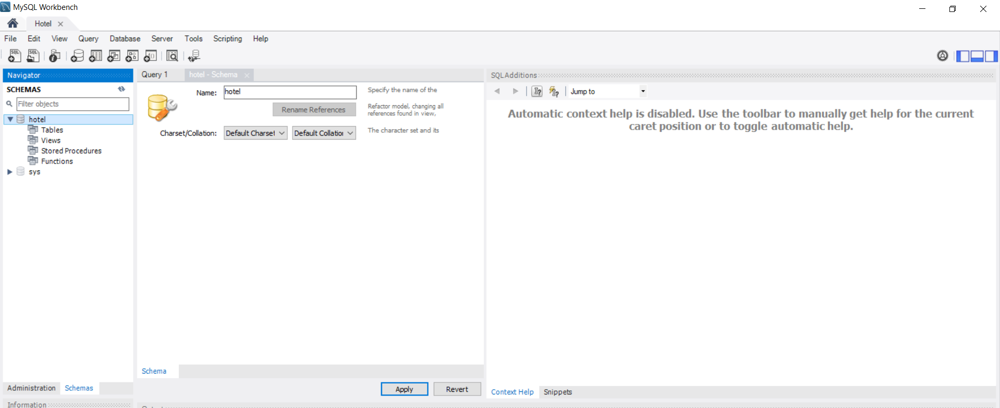 MySQL Workbench
Hotel
File Edit View Query Database Server Tools Scripting Help
Navigator
SCHEMAS
Filter objects
hotel
Tables
Views
Stored Procedures
Functions
sys
Administration Schemas
Information
Query 1 hotel - Schema
Name: hotel Specify the name of the
Rename References Refactor model, changing all
references found in view,
Charset/Collation: Default Charset Default Collation The character set and its
Schema
Apply Revert
SQL Additions
Jump to
Automatic context help is disabled. Use the toolbar to manually get help for the current
caret position or to toggle automatic help.
Context Help Snippets